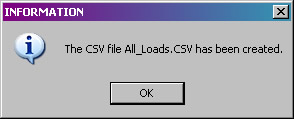 INFORMATION
The CSV file All_Loads.CSV has been created.
OK